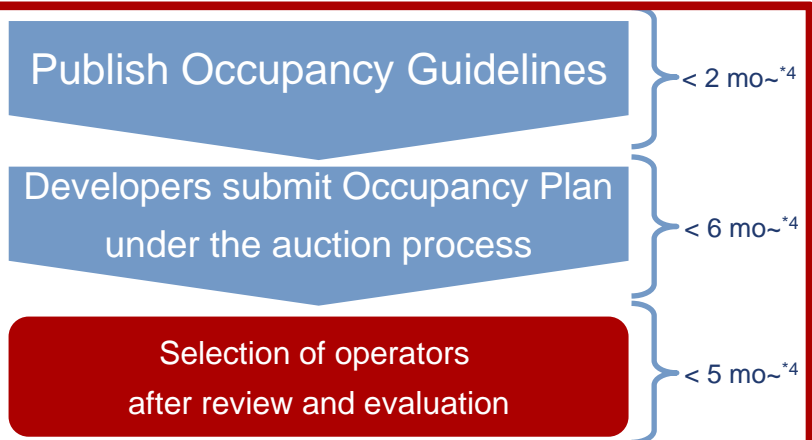 Publish Occupancy Guidelines
< 2 mo~*4
Developers submit Occupancy Plan
under the auction process
< 6 mo~*4
Selection of operators
after review and evaluation
< 5 mo~*4